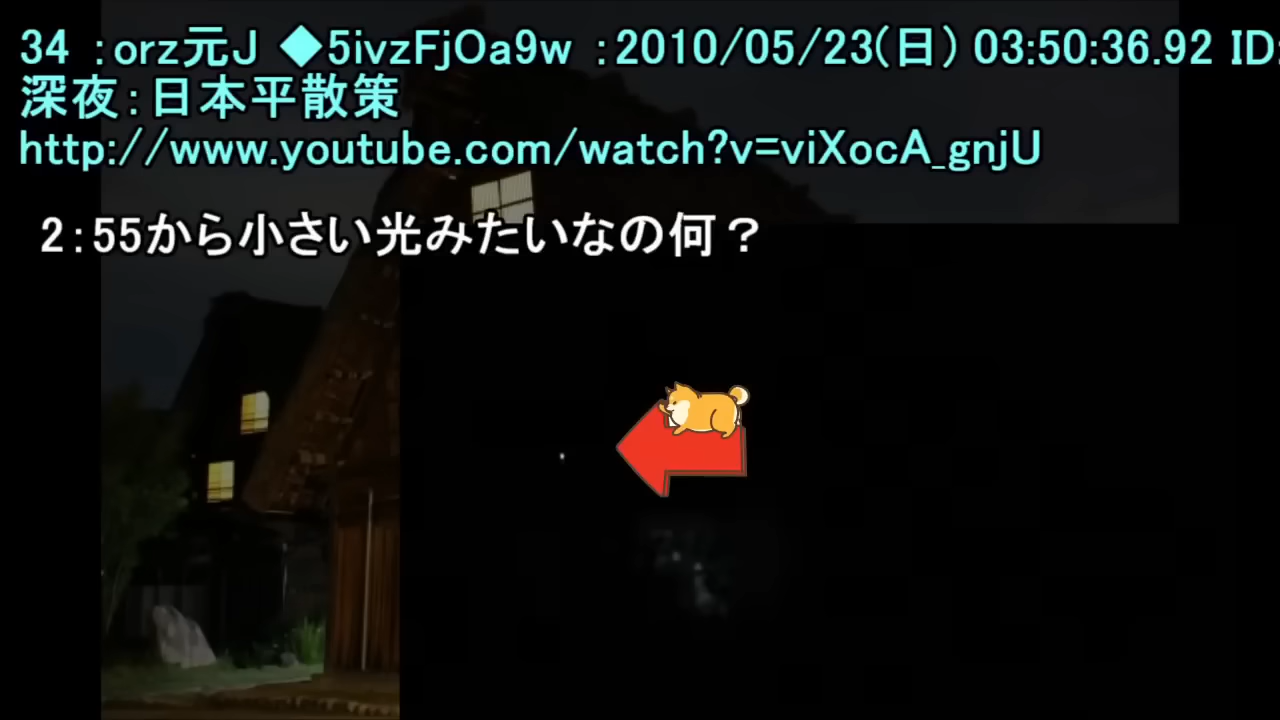 34 ：orz元J ◆5ivzFjOa9w ：2010/05/23(日) 03:50:36.92 ID:
深夜：日本平散策
http://www.youtube.com/watch?v=viXocA_gnjU
2：55から小さい光みたいなの何？